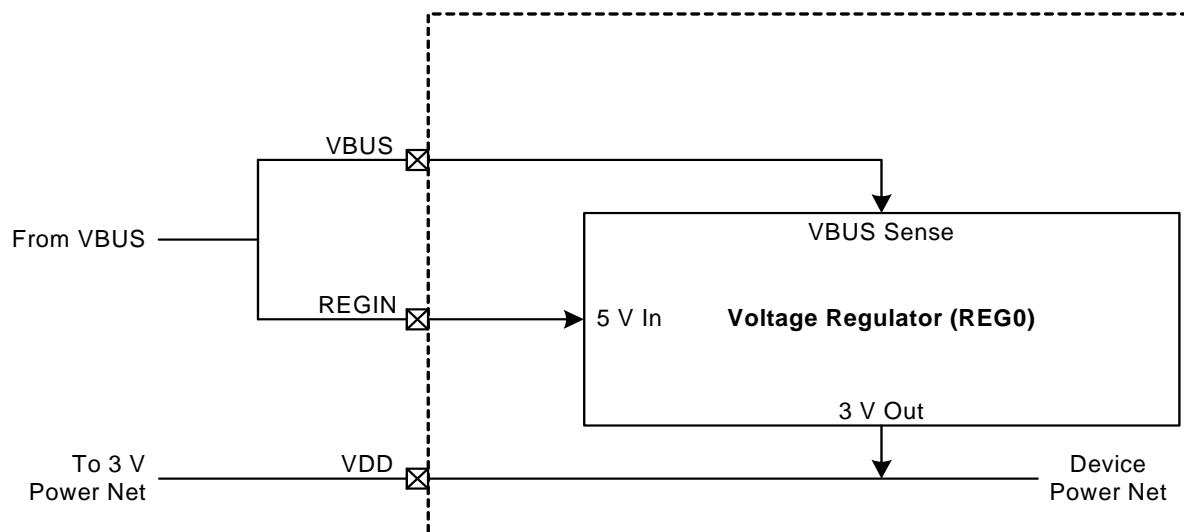 VBUS
From VBUS
VBUS Sense
REGIN
5 V In
Voltage Regulator (REG0)
3 V Out
To 3 V
Power Net
VDD
Device
Power Net